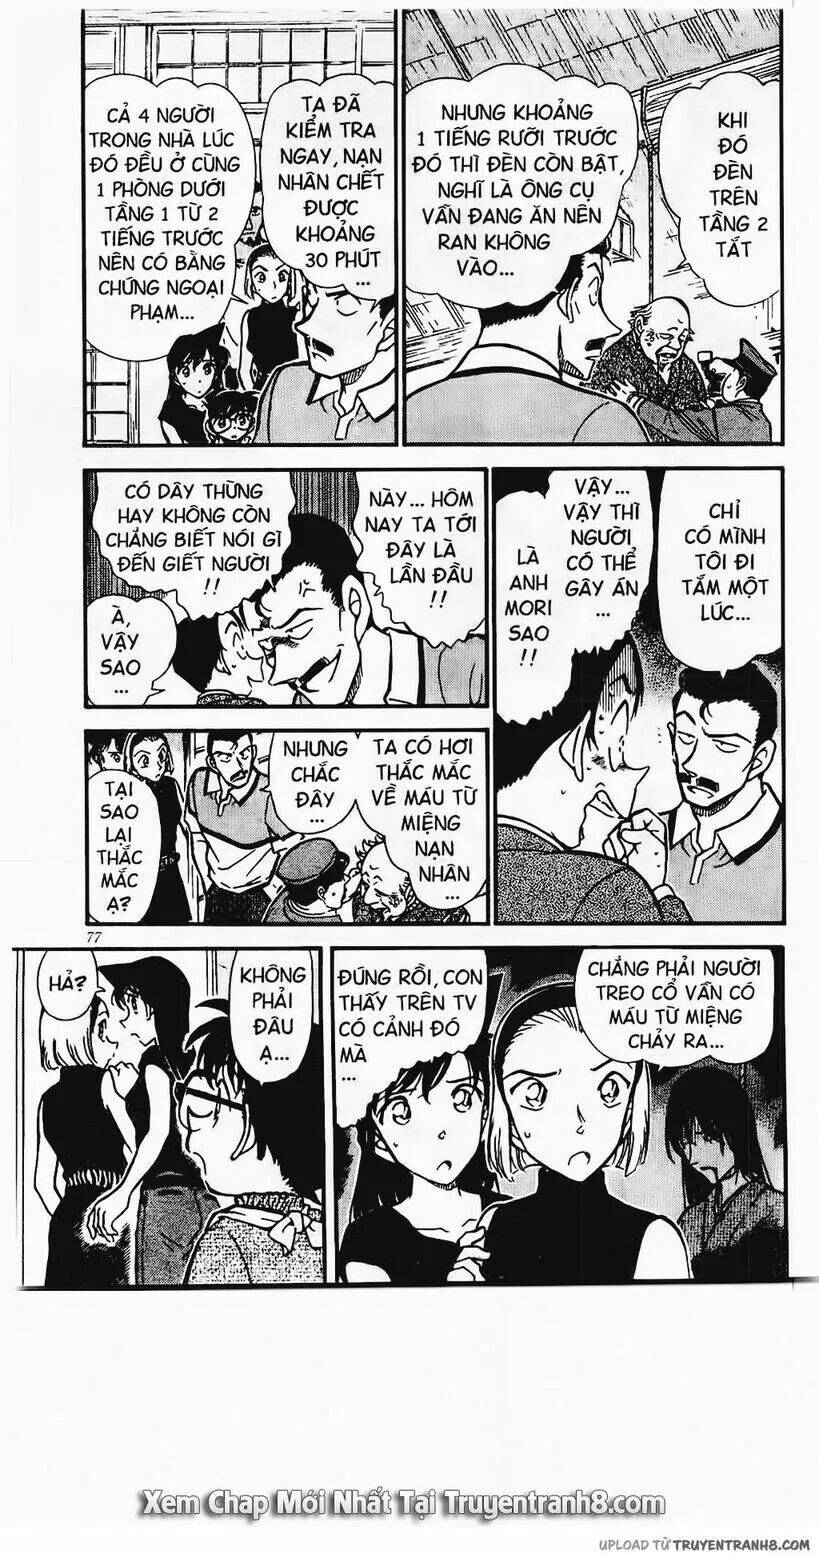 KHI
ĐÓ
ĐÈN
TRÊN
TẦNG 2
TẮT
NHƯNG KHOẢNG
1 TIẾNG RƯỠI TRƯỚC
ĐÓ THÌ ĐÈN CÒN BẬT,
NGHĨ LÀ ÔNG CỤ
VẪN ĐANG ĂN NÊN
RAN KHÔNG
VÀO...
TA ĐÃ
KIỂM TRA
NGAY, NẠN
NHÂN CHẾT
ĐƯỢC
KHOẢNG
30 PHÚT
...
CẢ 4 NGƯỜI
TRONG NHÀ LÚC
ĐÓ ĐỀU Ở CÙNG
1 PHÒNG DƯỚI
TẦNG 1 TỪ 2
TIẾNG TRƯỚC
NÊN CÓ BẰNG
CHỨNG NGOẠI
PHẠM...
CHỈ
CÓ MÌNH
TÔI ĐI
TẮM MỘT
LÚC...
VẬY...
VẬY THÌ
NGƯỜI
CÓ THỂ
GÂY ÁN
...
LÀ
ANH
MORI
SAO!!
NÀY... HÔM
NAY TA TỚI
ĐÂY LÀ
LẦN ĐẦU
!!
CÓ DÂY THỪNG
HAY KHÔNG CÒN
CHẲNG BIẾT NÓI GÌ
ĐẾN GIẾT NGƯỜI
!!
À,
VẬY
SAO
...
TA CÓ HƠI
THẮC MẮC
VỀ MÁU TỪ
MIỆNG
NẠN
NHÂN
NHƯNG
CHẮC
ĐÂY
...
TẠI
SAO
LẠI
THẮC
MẮC
Ạ?
77
CHẲNG PHẢI NGƯỜI
TREO CỔ VẪN CÓ
MÁU TỪ MIỆNG
CHẢY RA...
ĐÚNG RỒI, CON
THẤY TRÊN TV
CÓ CẢNH ĐÓ
MÀ
...
KHÔNG
PHẢI
ĐÂU
Ạ...
HẢ?
Xem Chap Mới Nhất Tại Truyentranh8.com
UPLOAD TỪ TRUYENTRANH8.COM